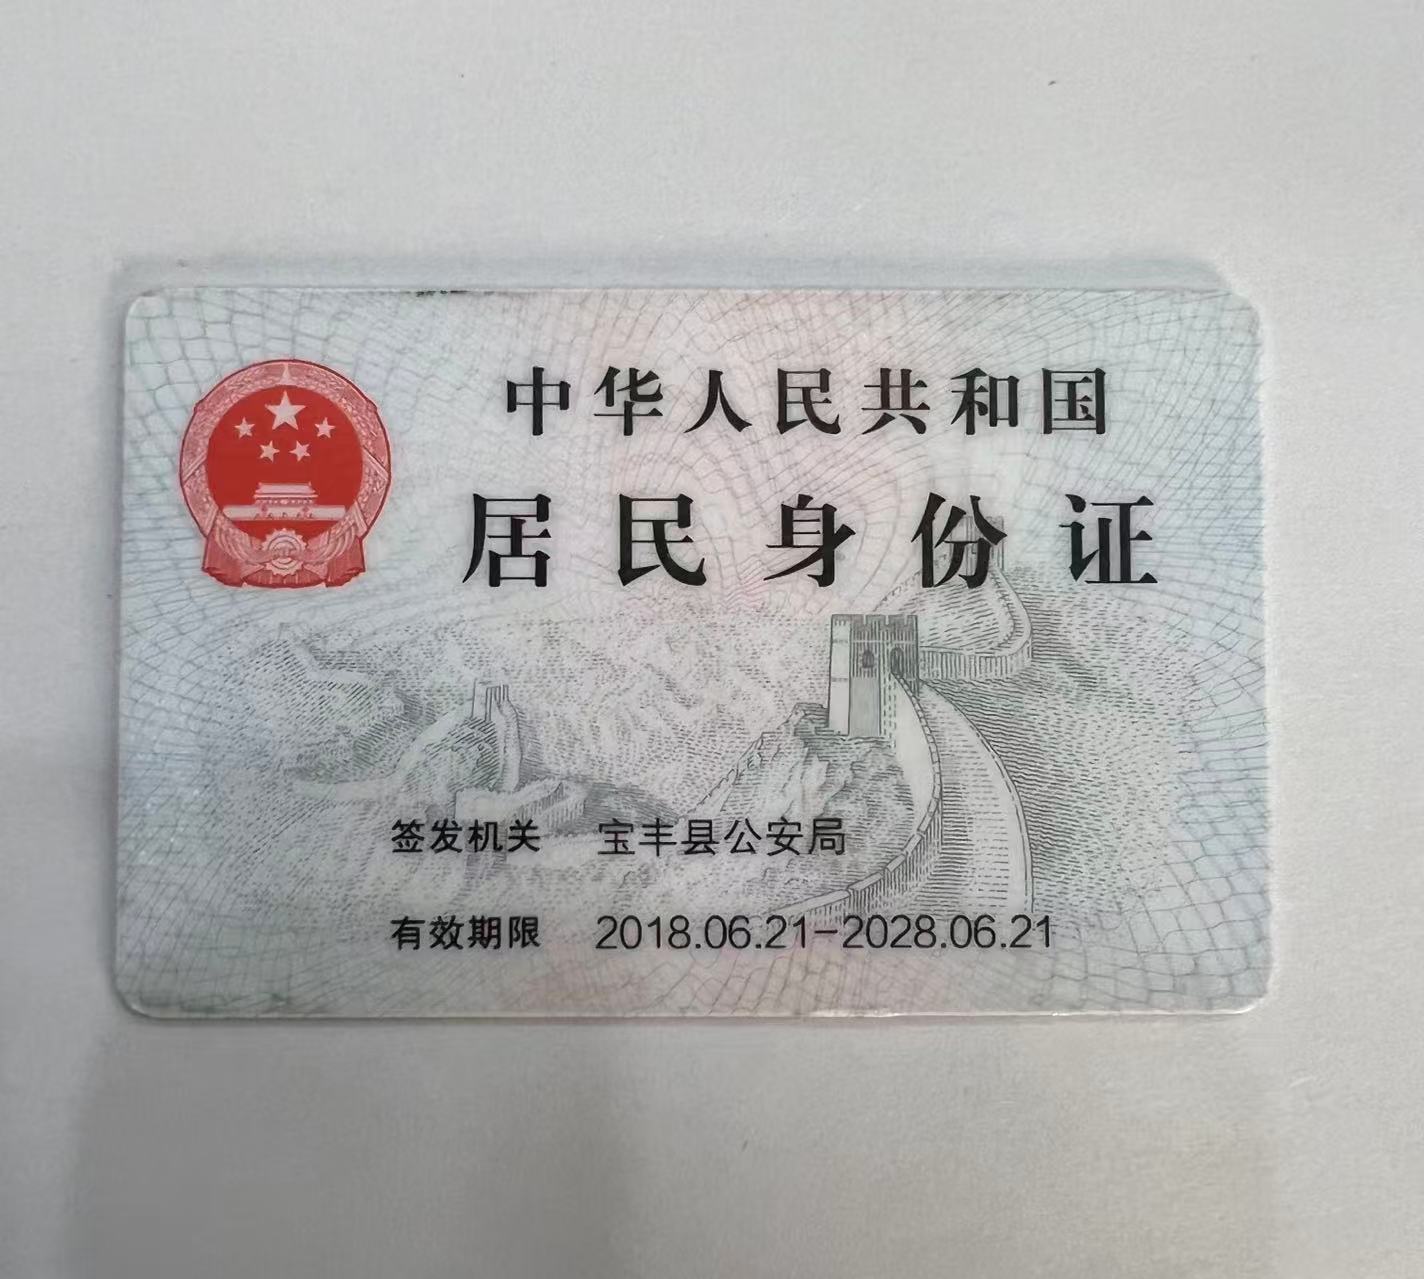 中华人民共和国
居民身份证
签发机关 宝丰县公安局
有效期限 2018.06.21-2028.06.21